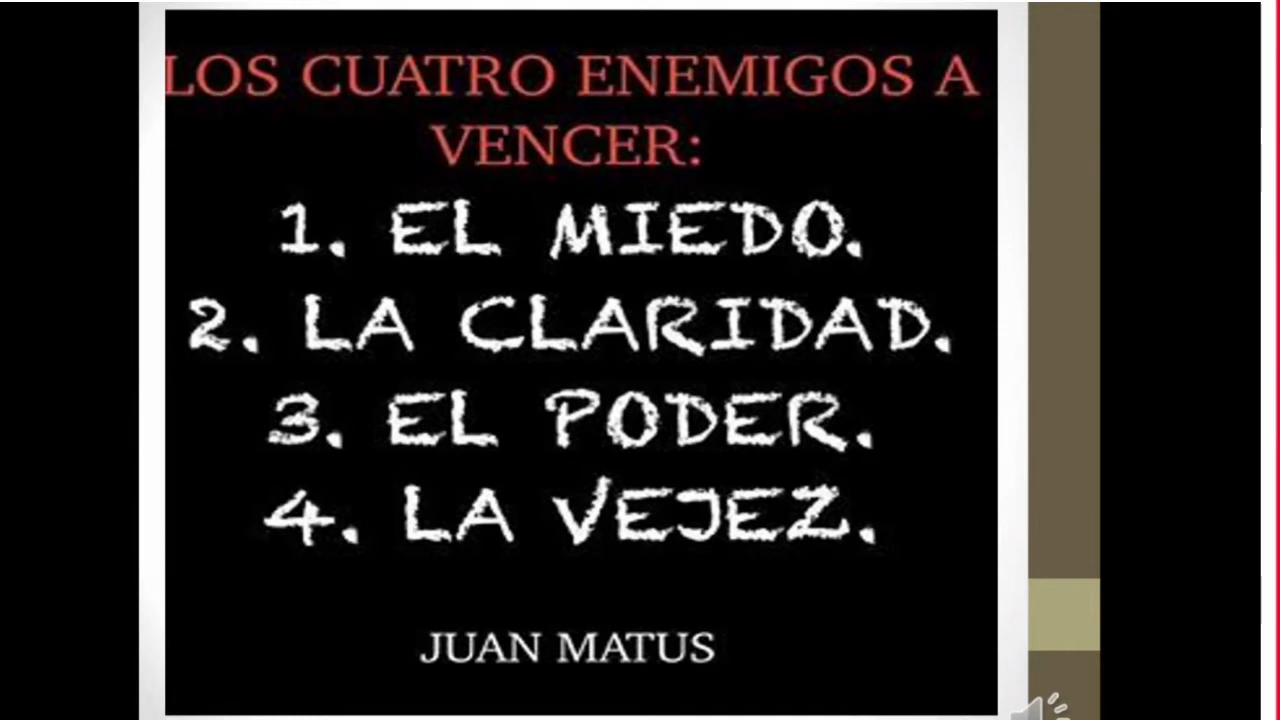 LOS CUATRO ENEMIGOS A
VENCER:
1. EL MIEDO.
2. LA CLARIDAD.
3. EL PODER.
4. LA VEJEZ.
JUAN MATUS